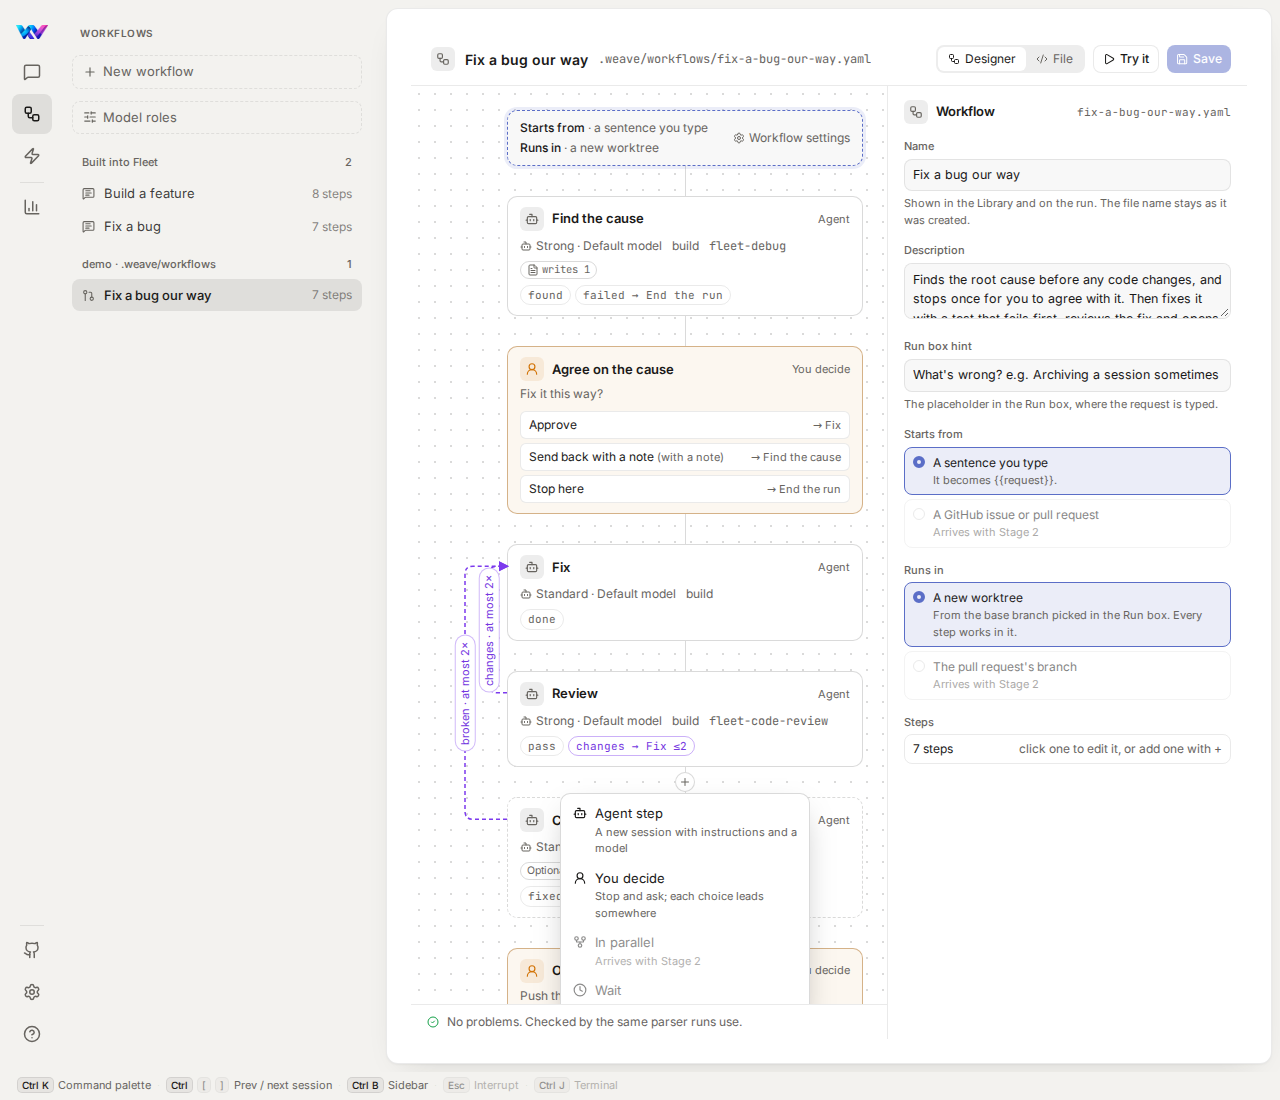 WORKFLOWS
New workflow
Model roles
Built into Fleet 2
Build a feature 8 steps
Fix a bug 7 steps
demo · .weave/workflows 1
Fix a bug our way 7 steps
Fix a bug our way .weave/workflows/fix-a-bug-our-way.yaml
Designer File Try it Save
Starts from · a sentence you type
Runs in · a new worktree
Workflow settings
Find the cause Agent
Strong · Default model build fleet-debug
writes 1
found failed → End the run
Agree on the cause You decide
Fix it this way?
Approve → Fix
Send back with a note (with a note) → Find the cause
Stop here → End the run
Fix Agent
Standard · Default model build
done
changes · at most 2×
broken · at most 2×
Review Agent
Strong · Default model build fleet-code-review
pass changes → Fix ≤2
+
Agent
Agent step
A new session with instructions and a
model
You decide
Stop and ask; each choice leads
somewhere
In parallel
Arrives with Stage 2
Wait
decide
Push
No problems. Checked by the same parser runs use.
Workflow fix-a-bug-our-way.yaml
Name
Fix a bug our way
Shown in the Library and on the run. The file name stays as it
was created.
Description
Finds the root cause before any code changes, and
stops once for you to agree with it. Then fixes it
with a test that fails first, reviews the fix and opens
Run box hint
What's wrong? e.g. Archiving a session sometimes
The placeholder in the Run box, where the request is typed.
Starts from
A sentence you type
It becomes {{request}}.
A GitHub issue or pull request
Arrives with Stage 2
Runs in
A new worktree
From the base branch picked in the Run box. Every
step works in it.
The pull request's branch
Arrives with Stage 2
Steps
7 steps click one to edit it, or add one with +
Ctrl K Command palette Ctrl [ ] Prev / next session Ctrl B Sidebar Esc Interrupt Ctrl J Terminal